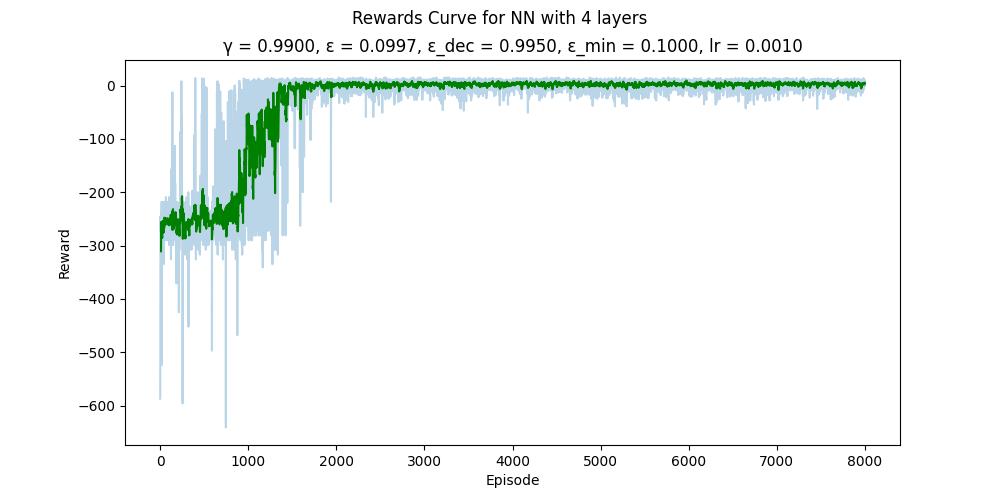 Rewards Curve for NN with 4 layers
γ = 0.9900, ε = 0.0997, ε_dec = 0.9950, ε_min = 0.1000, lr = 0.0010
0
−100
−200
−300
−400
−500
−600
Reward
0 1000 2000 3000 4000 5000 6000 7000 8000
Episode